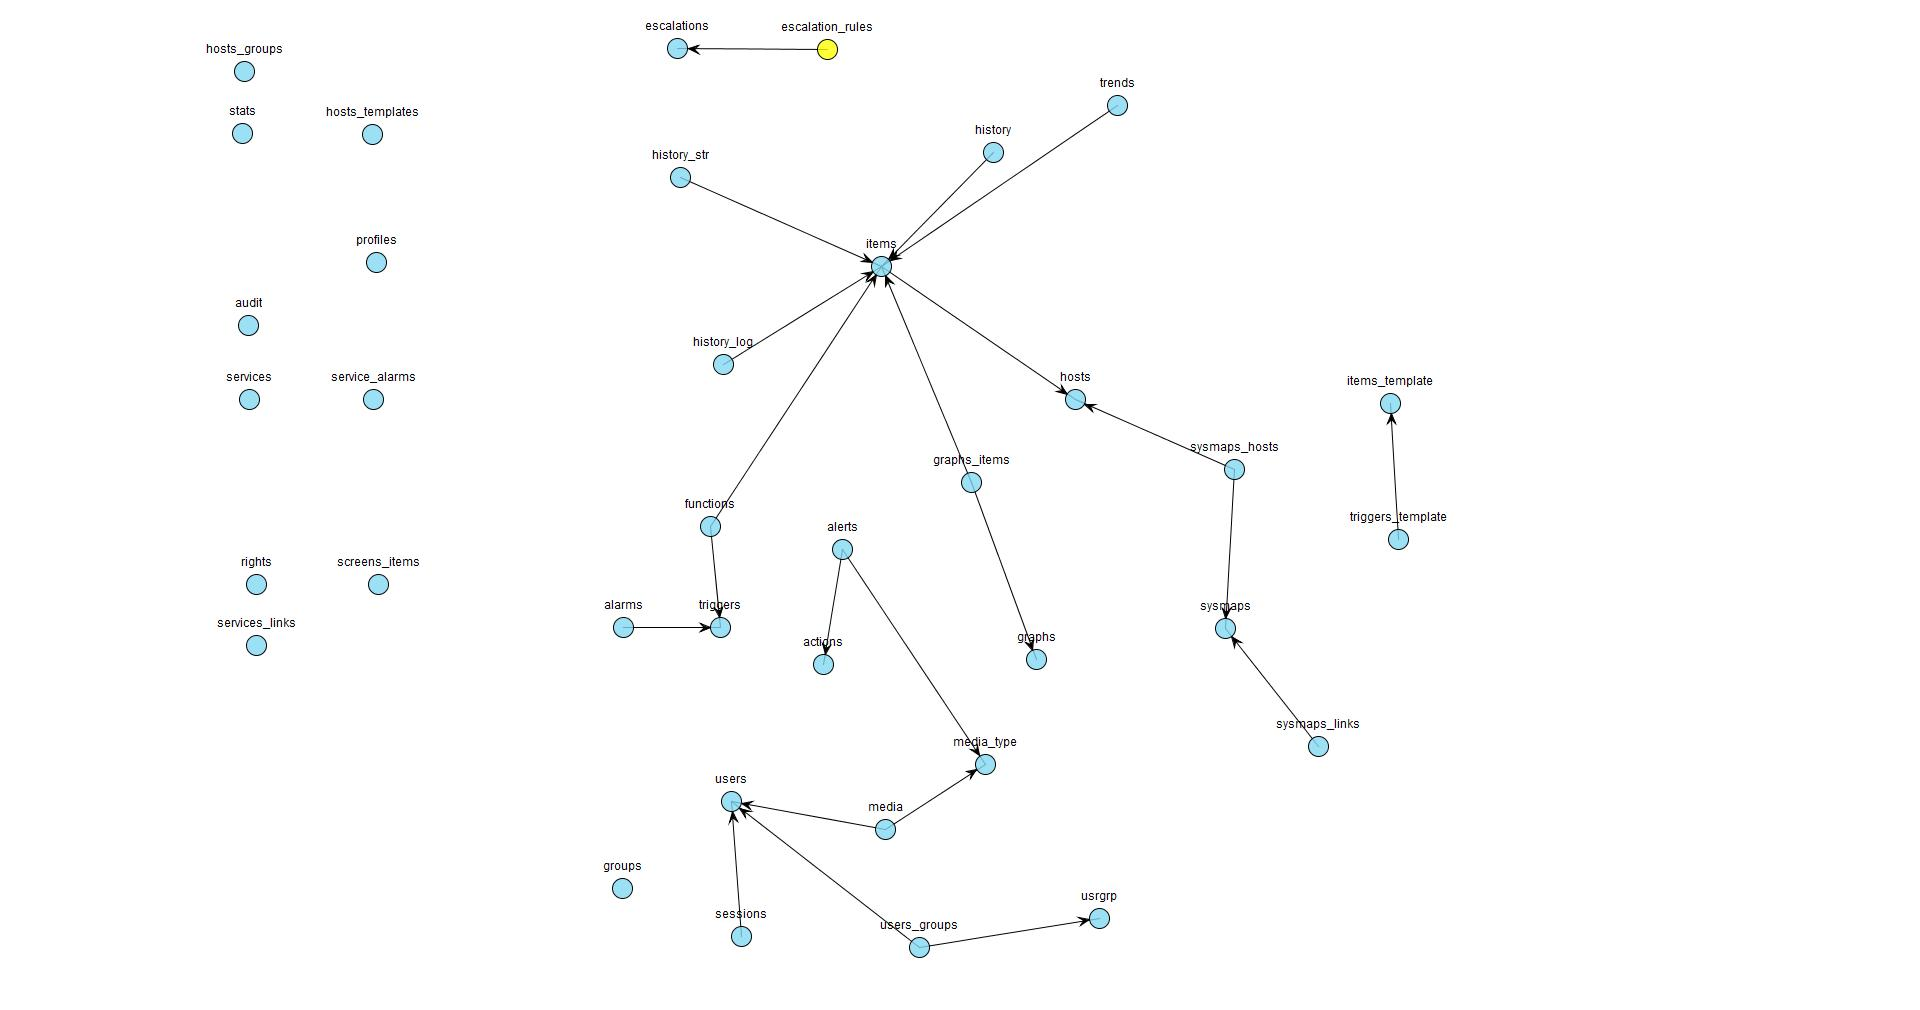 escalations
escalation_rules
hosts_groups
trends
stats
hosts_templates
history
history_str
profiles
items
audit
history_log
services
service_alarms
hosts
items_template
sysmaps_hosts
graphs_items
functions
triggers_template
alerts
rights
screens_items
alarms
triggers
sysmaps
services_links
actions
graphs
sysmaps_links
media_type
users
media
groups
usrgrp
sessions
users_groups